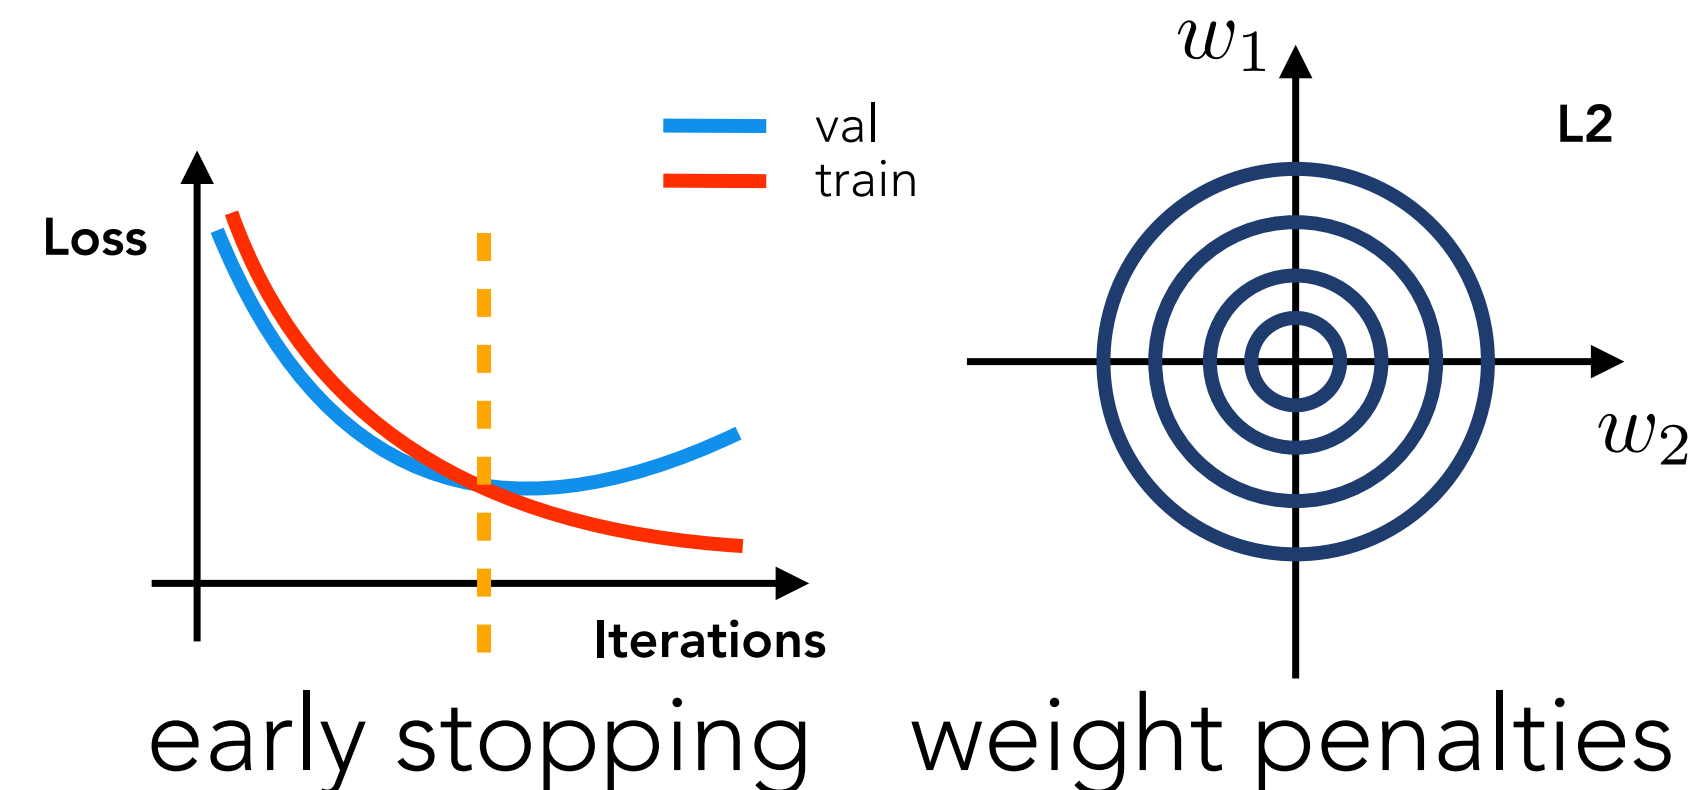 Loss
val
train
Iterations
early stopping
w1
L2
w2
weight penalties